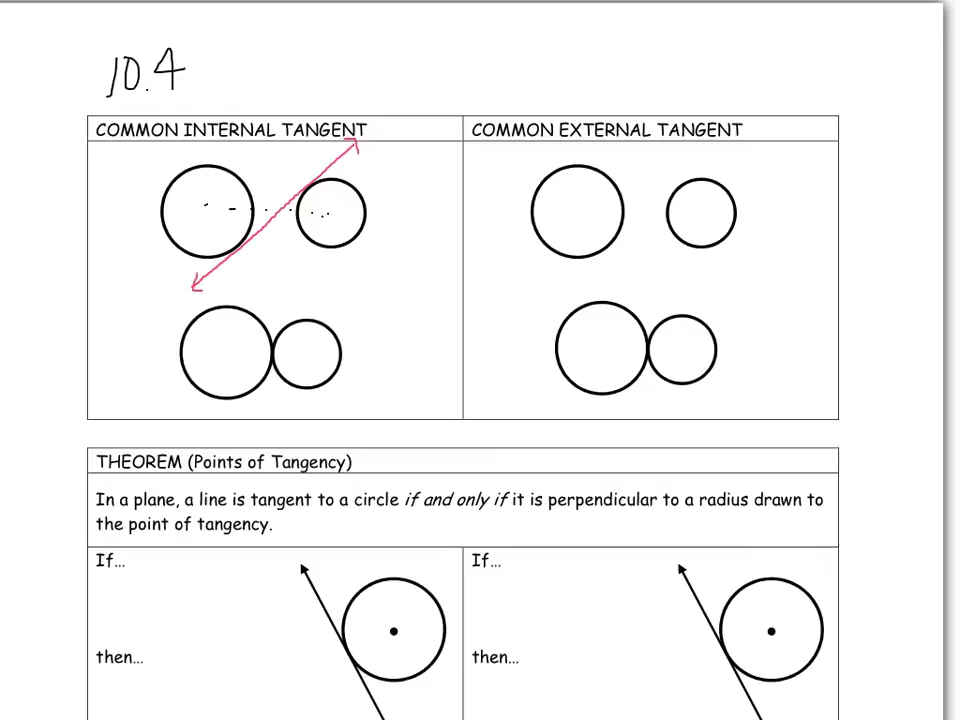 10.4
COMMON INTERNAL TANGENT
COMMON EXTERNAL TANGENT
THEOREM (Points of Tangency)
In a plane, a line is tangent to a circle if and only if it is perpendicular to a radius drawn to
the point of tangency.
If...
then...
If...
then...